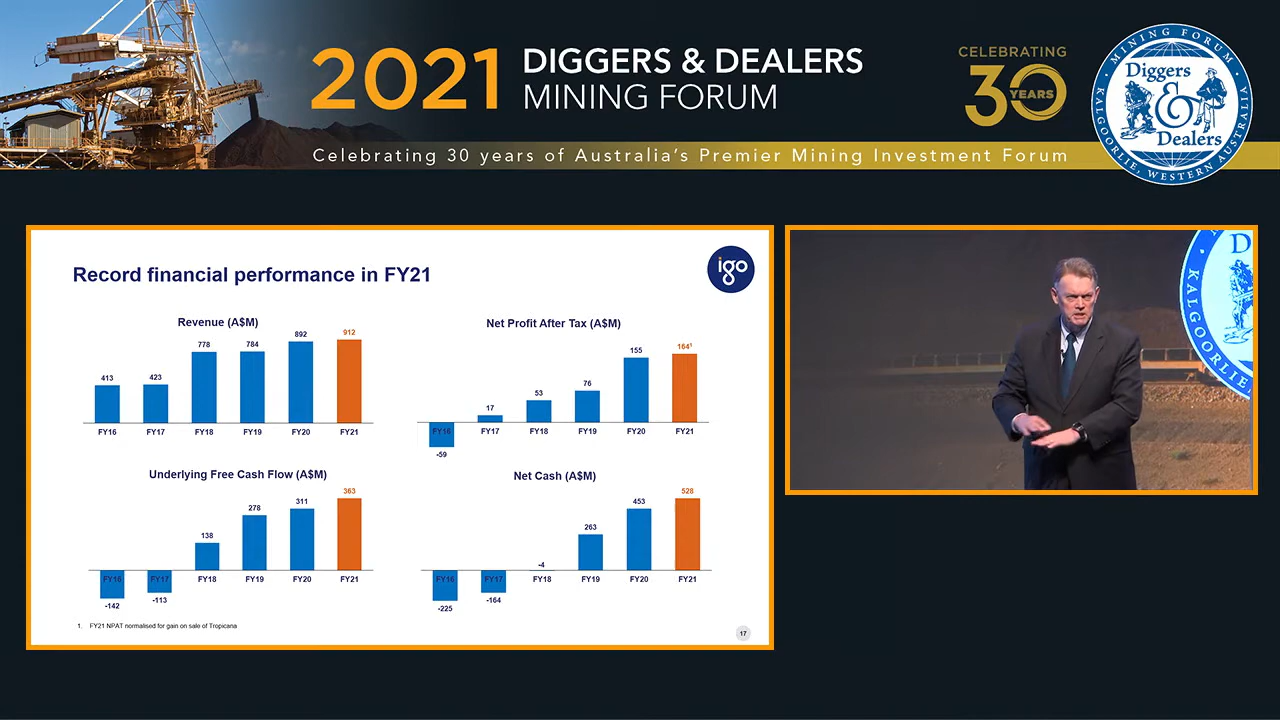 2021 DIGGERS & DEALERS
MINING FORUM
CELEBRATING
30 YEARS
Celebrating 30 years of Australia's Premier Mining Investment Forum
MINING FORUM
Diggers
&
Dealers
KALGOORLIE, WESTERN AUSTRALIA
Record financial performance in FY21
igo
Revenue (A$M)
413 423 778 784 892 912
FY16 FY17 FY18 FY19 FY20 FY21
Net Profit After Tax (A$M)
-59 17 53 76 155 164¹
FY16 FY17 FY18 FY19 FY20 FY21
Underlying Free Cash Flow (A$M)
138 278 311 363
FY16 FY17 FY18 FY19 FY20 FY21
-142 -113
Net Cash (A$M)
-4 263 453 528
FY16 FY17 FY18 FY19 FY20 FY21
-225 -164
1. FY21 NPAT normalised for gain on sale of Tropicana
17
D
KALGOORLIE